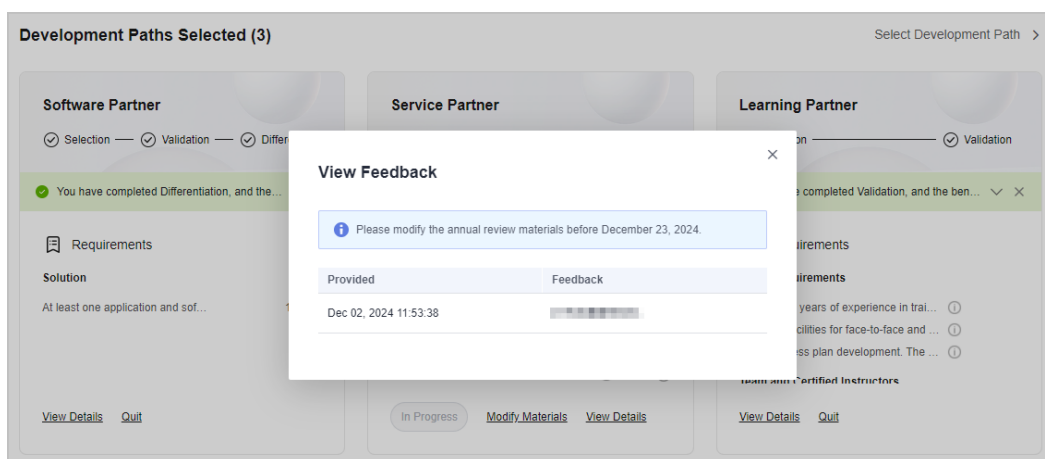 Development Paths Selected (3)
Select Development Path
Software Partner
Service Partner
Learning Partner
Selection
Validation
Differ
on
Validation
You have completed Differentiation, and the...
completed Validation, and the ben...
View Feedback
Please modify the annual review materials before December 23, 2024.
Provided
Feedback
Dec 02, 2024 11:53:38
Requirements
Solution
At least one application and sof...
1
uirements
uirements
years of experience in trai...
cilities for face-to-face and ...
ess plan development. The ...
Team and Certified Instructors
View Details
Quit
In Progress
Modify Materials
View Details
View Details
Quit